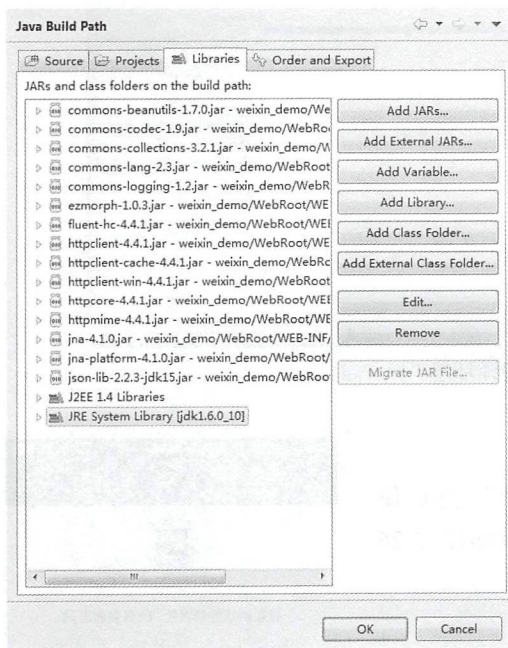 Java Build Path
Source Projects Libraries Order and Export
JARs and class folders on the build path:
commons-beanutils-1.7.0.jar - weixin_demo/We
commons-codec-1.9.jar - weixin_demo/WebRo
commons-collections-3.2.1.jar - weixin_demo/W
commons-lang-2.3.jar - weixin_demo/WebRoot
commons-logging-1.2.jar - weixin_demo/WebR
ezmorph-1.0.3.jar - weixin_demo/WebRoot/WE
fluent-hc-4.4.1.jar - weixin_demo/WebRoot/WEI
httpclient-4.4.1.jar - weixin_demo/WebRoot/WE
httpclient-cache-4.4.1.jar - weixin_demo/WebRc
httpclient-win-4.4.1.jar - weixin_demo/WebRoot
httpcore-4.4.1.jar - weixin_demo/WebRoot/WEE
httpmime-4.4.1.jar - weixin_demo/WebRoot/WE
jna-4.1.0.jar - weixin_demo/WebRoot/WEB-INF/
jna-platform-4.1.0.jar - weixin_demo/WebRoot/
json-lib-2.2.3-jdk15.jar - weixin_demo/WebRoo
J2EE 1.4 Libraries
JRE System Library [jdk1.6.0_10]
Add JARs...
Add External JARs...
Add Variable...
Add Library...
Add Class Folder...
Add External Class Folder...
Edit...
Remove
Migrate JAR File...
OK
Cancel